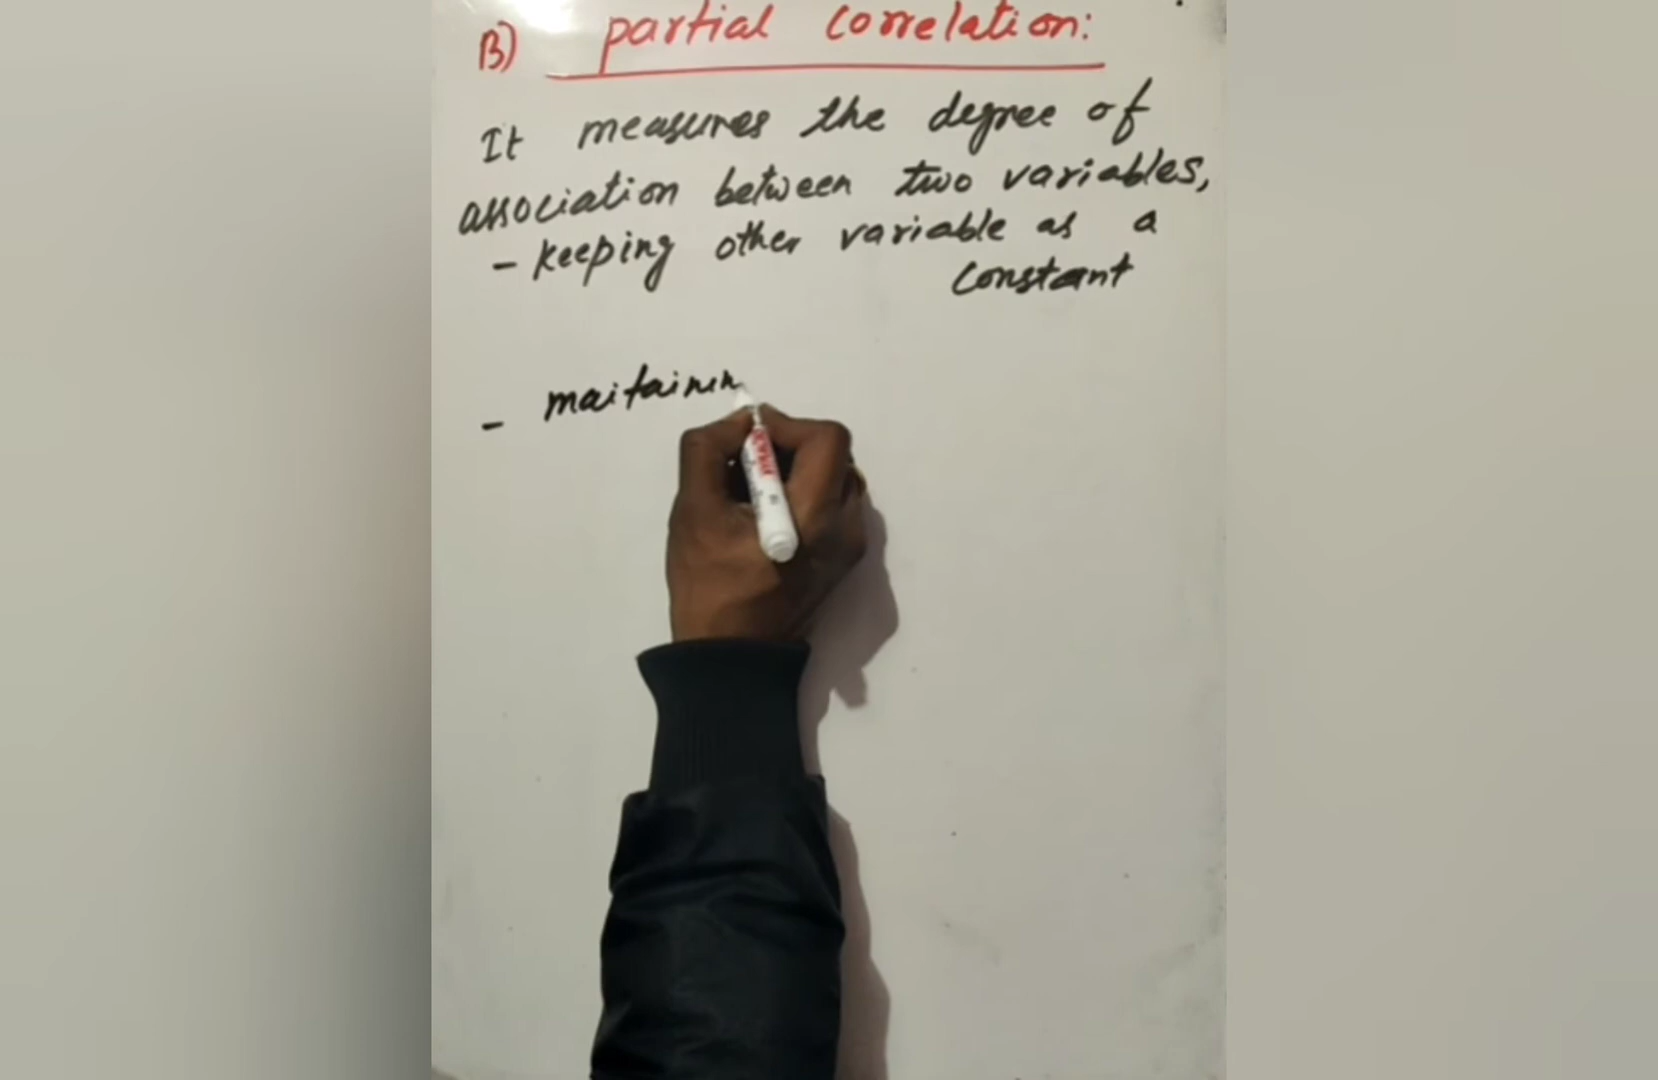 B) partial correlation:
It measures the degree of
association between two variables,
- keeping other variable as a
constant
- maitainin